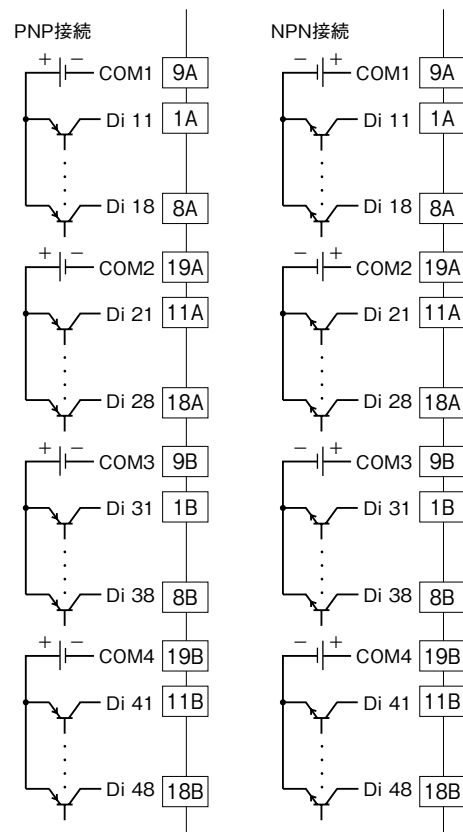 PNP接続
+ − COM1 9A
Di 11 1A
Di 18 8A
+ − COM2 19A
Di 21 11A
Di 28 18A
+ − COM3 9B
Di 31 1B
Di 38 8B
+ − COM4 19B
Di 41 11B
Di 48 18B
NPN接続
− + COM1 9A
Di 11 1A
Di 18 8A
− + COM2 19A
Di 21 11A
Di 28 18A
− + COM3 9B
Di 31 1B
Di 38 8B
− + COM4 19B
Di 41 11B
Di 48 18B